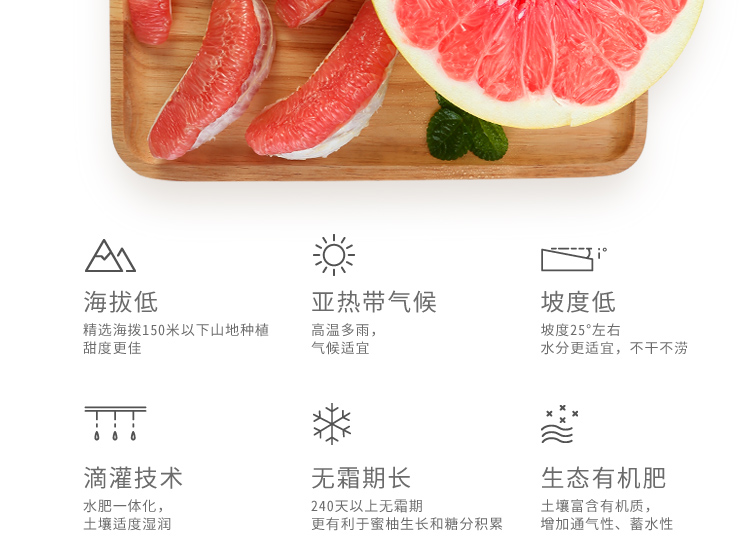 海拔低
精选海拨150米以下山地种植
甜度更佳
亚热带气候
高温多雨，
气候适宜
坡度低
坡度25°左右
水分更适宜，不干不涝
滴灌技术
水肥一体化，
土壤适度湿润
无霜期长
240天以上无霜期
更有利于蜜柚生长和糖分积累
生态有机肥
土壤富含有机质，
增加通气性、蓄水性